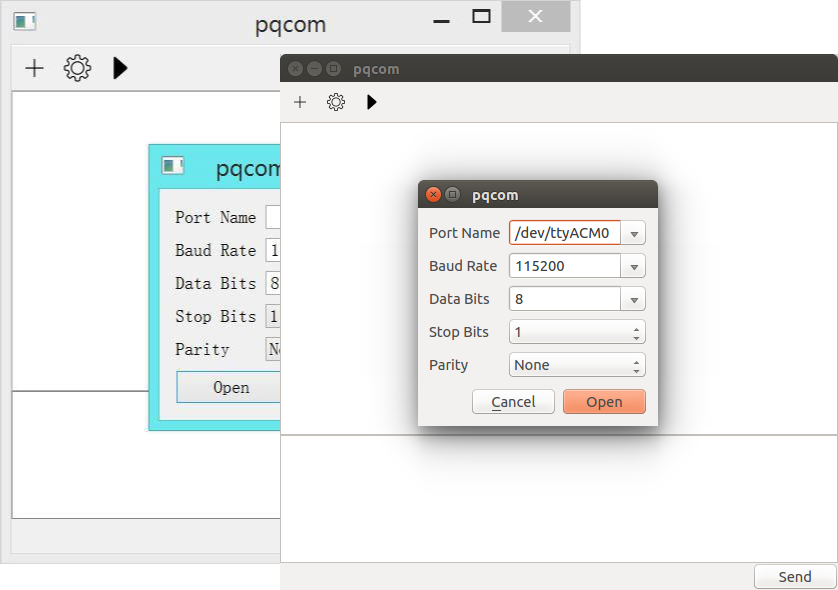 pqcom
pqcom
Port Name
Baud Rate 1
Data Bits 8
Stop Bits 1
Parity
Open
pqcom
pqcom
Port Name /dev/ttyACM0
Baud Rate 115200
Data Bits 8
Stop Bits 1
Parity None
Cancel Open
Send